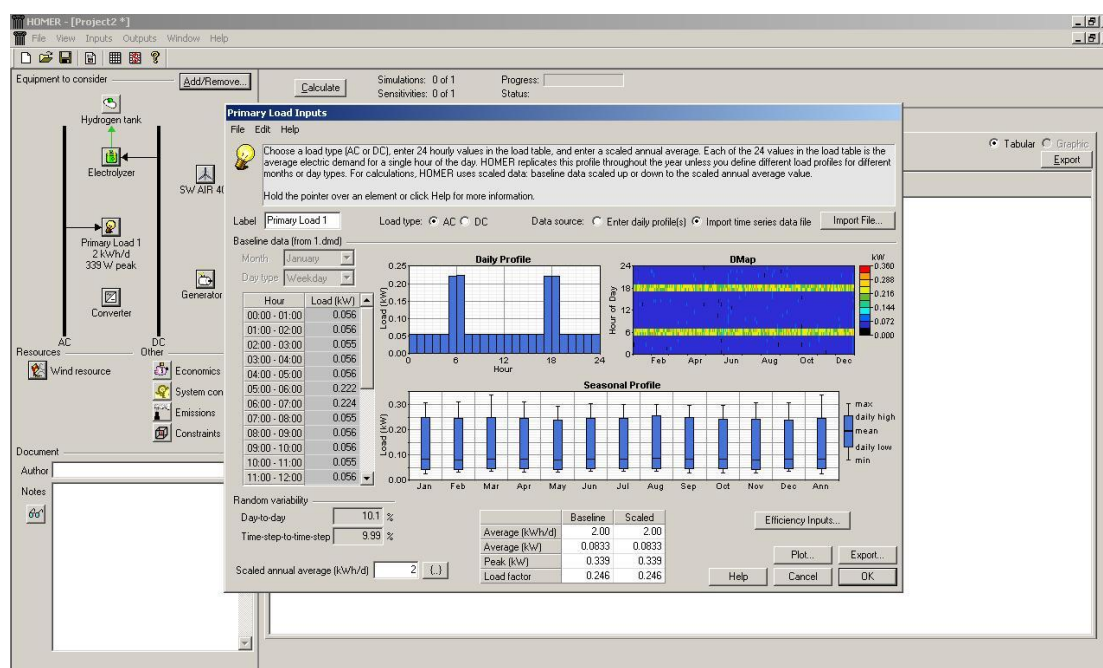 HOMER - [Project2 *]
File View Inputs Outputs Window Help
Equipment to consider
Add/Remove...
Calculate
Simulations: 0 of 1
Progress:
Sensitivities: 0 of 1
Status:
Hydrogen tank
Electrolyzer
SW AIR 40
Primary Load 1
2 kWh/d
339 W peak
Generator
Converter
AC
DC
Resources
Other
Wind resource
Economics
System con
Emissions
Constraints
Document
Author
Notes
Tabular
Graphic
Export
Primary Load Inputs
File Edit Help
Choose a load type (AC or DC), enter 24 hourly values in the load table, and enter a scaled annual average. Each of the 24 values in the load table is the
average electric demand for a single hour of the day. HOMER replicates this profile throughout the year unless you define different load profiles for different
months or day types. For calculations, HOMER uses scaled data: baseline data scaled up or down to the scaled annual average value.
Hold the pointer over an element or click Help for more information.
Label Primary Load 1 Load type: AC DC Data source: Enter daily profile(s) Import time series data file Import File...
Baseline data (from 1.dmd)
Month January
Day type Weekday
Hour Load (kW)
00:00 - 01:00 0.056
01:00 - 02:00 0.056
02:00 - 03:00 0.055
03:00 - 04:00 0.056
04:00 - 05:00 0.056
05:00 - 06:00 0.222
06:00 - 07:00 0.224
07:00 - 08:00 0.055
08:00 - 09:00 0.056
09:00 - 10:00 0.056
10:00 - 11:00 0.055
11:00 - 12:00 0.056
Daily Profile
Load (kW)
0.25
0.20
0.15
0.10
0.05
0.00
0 6 12 18 24
Hour
DMap
Hour of Day
24
18
12
6
0
Feb Apr Jun Aug Oct Dec
kW
0.360
0.288
0.216
0.144
0.072
0.000
Seasonal Profile
Load (kW)
0.30
0.20
0.10
0.00
Jan Feb Mar Apr May Jun Jul Aug Sep Oct Nov Dec Ann
max
daily high
mean
daily low
min
Random variability
Day-to-day 10.1 %
Time-step-to-time-step 9.99 %
Scaled annual average (kWh/d) 2 {..}
Baseline Scaled
Average (kWh/d) 2.00 2.00
Average (kW) 0.0833 0.0833
Peak (kW) 0.339 0.339
Load factor 0.246 0.246
Efficiency Inputs...
Plot... Export...
Help Cancel OK